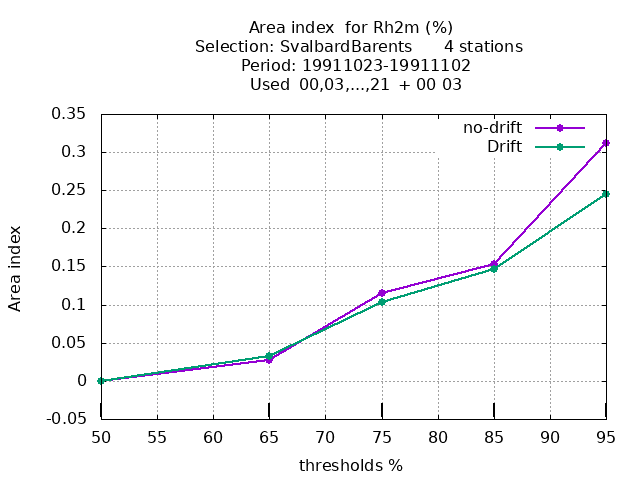 Area index  for Rh2m (%)
Selection: SvalbardBarents      4 stations
Period: 19911023-19911102
Used  00,03,...,21  + 00 03
no-drift
Drift
Area index
0.35
0.3
0.25
0.2
0.15
0.1
0.05
0
-0.05
50 55 60 65 70 75 80 85 90 95
thresholds %